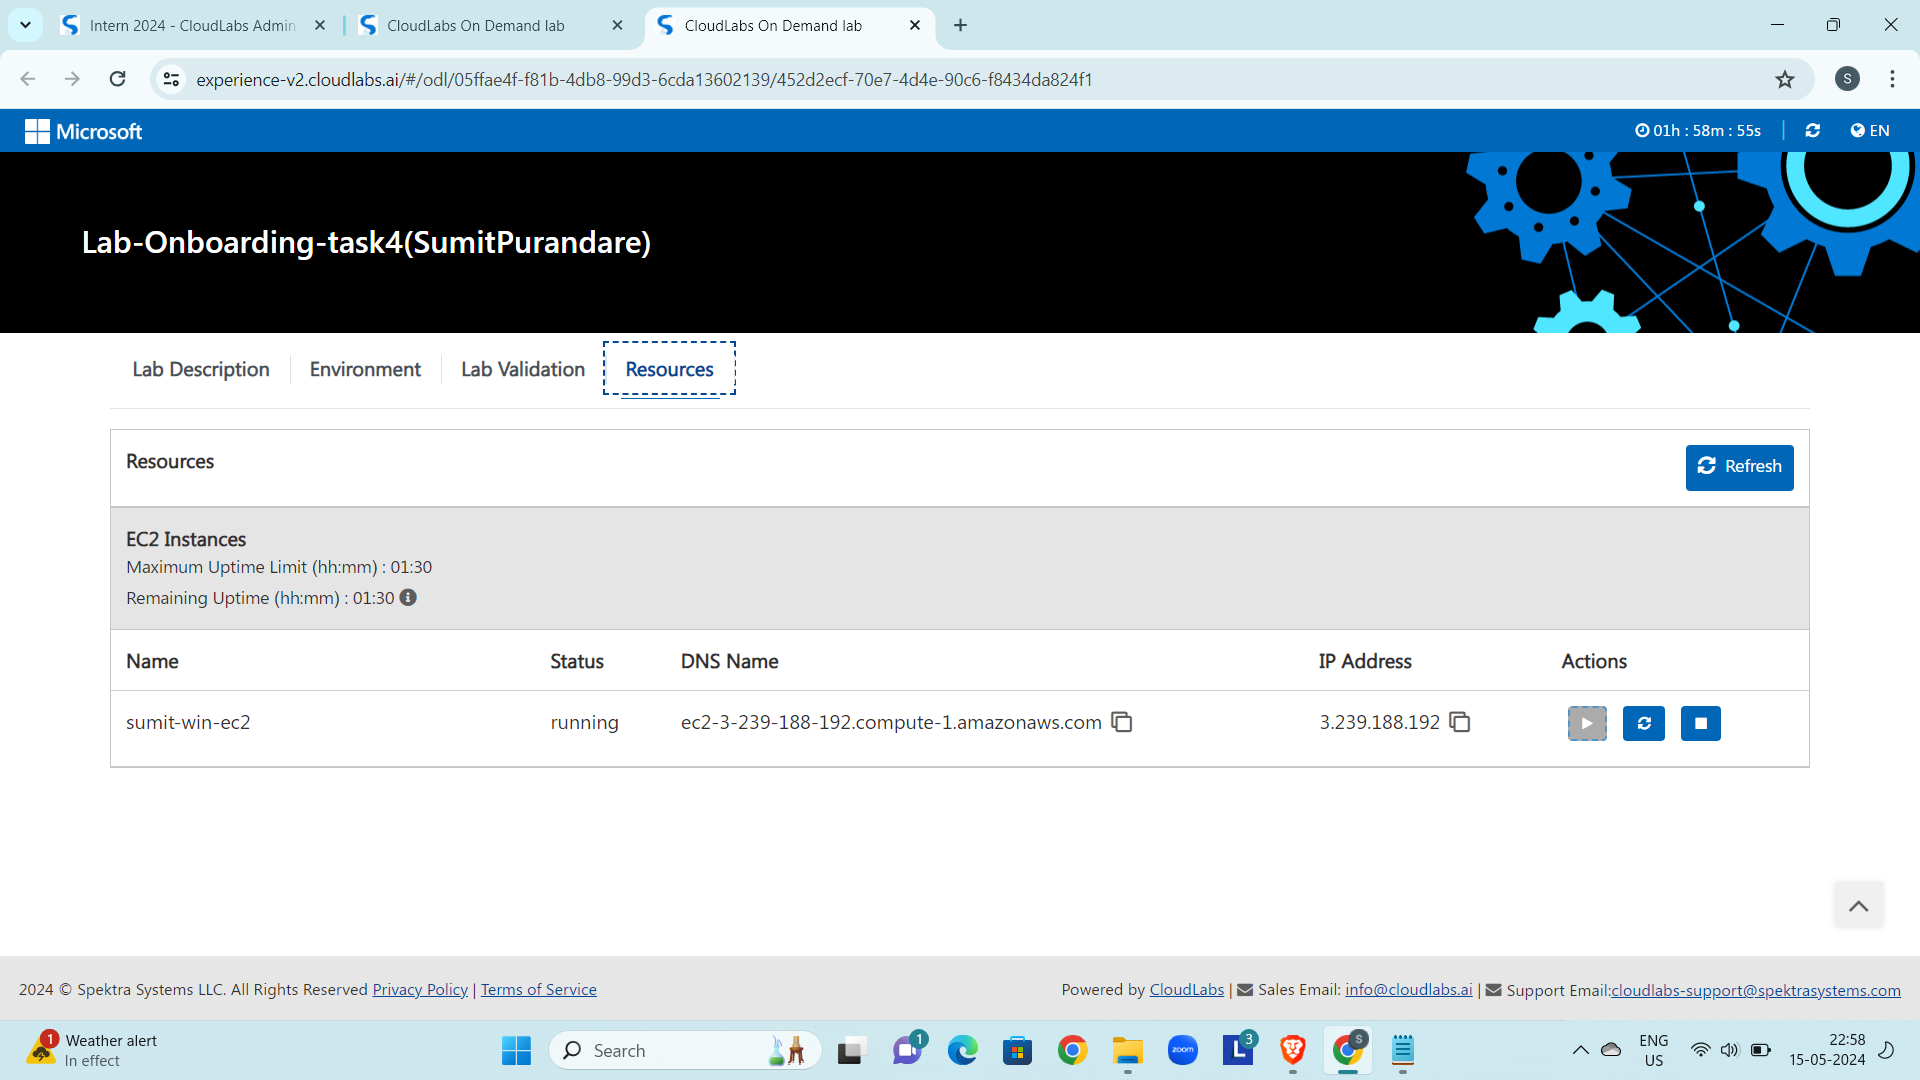 Intern 2024 - CloudLabs Admin
CloudLabs On Demand lab
CloudLabs On Demand lab
experience-v2.cloudlabs.ai/#/odl/05ffae4f-f81b-4db8-99d3-6cda13602139/452d2ecf-70e7-4d4e-90c6-f8434da824f1
S
Microsoft
01h : 58m : 55s
EN
Lab-Onboarding-task4(SumitPurandare)
Lab Description
Environment
Lab Validation
Resources
Resources
Refresh
EC2 Instances
Maximum Uptime Limit (hh:mm) : 01:30
Remaining Uptime (hh:mm) : 01:30
Name Status DNS Name IP Address Actions
sumit-win-ec2 running ec2-3-239-188-192.compute-1.amazonaws.com 3.239.188.192
2024 © Spektra Systems LLC. All Rights Reserved Privacy Policy | Terms of Service
Powered by CloudLabs | Sales Email: info@cloudlabs.ai | Support Email:cloudlabs-support@spektrasystems.com
1
Weather alert
In effect
Search
1
zoom
L
3
S
ENG
US
22:58
15-05-2024